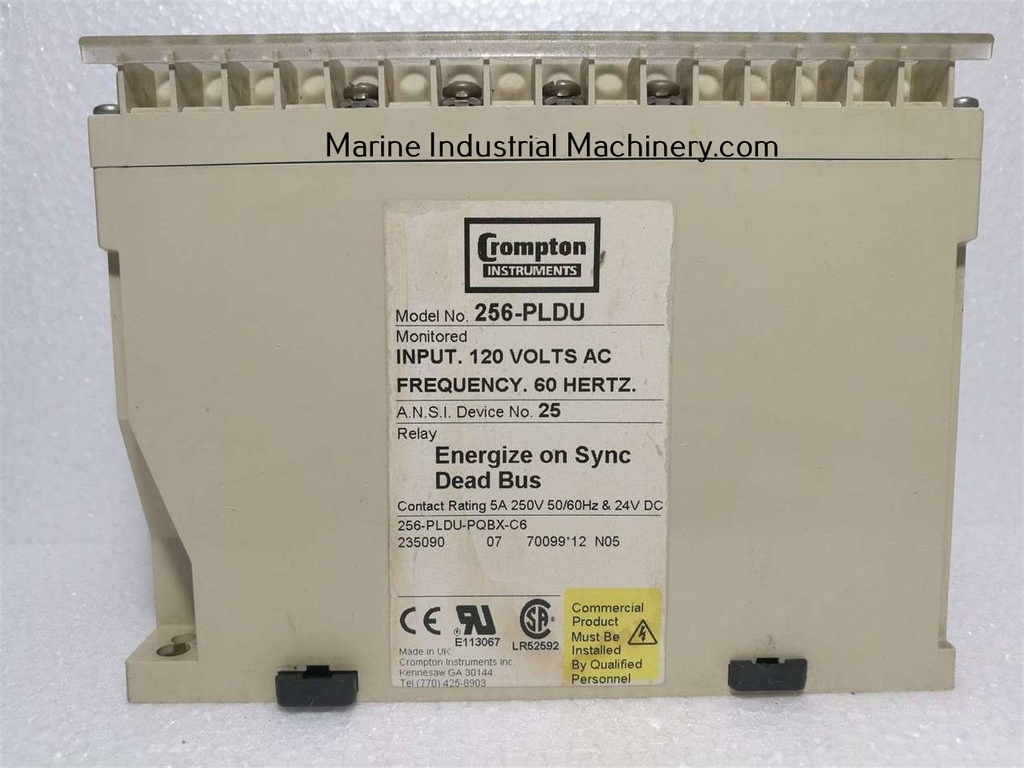 Marine Industrial Machinery.com
Crompton
INSTRUMENTS
Model No. 256-PLDU
Monitored
INPUT. 120 VOLTS AC
FREQUENCY. 60 HERTZ.
A.N.S.I. Device No. 25
Relay
Energize on Sync
Dead Bus
Contact Rating 5A 250V 50/60Hz & 24V DC
256-PLDU-PQBX-C6
235090 07 70099*12 N05
CE
E113067
LR52592
Made in UK.
Crompton Instruments Inc.
Kennesaw GA 30144
Tel (770) 425-8903
Commercial
Product
Must Be
Installed
By Qualified
Personnel